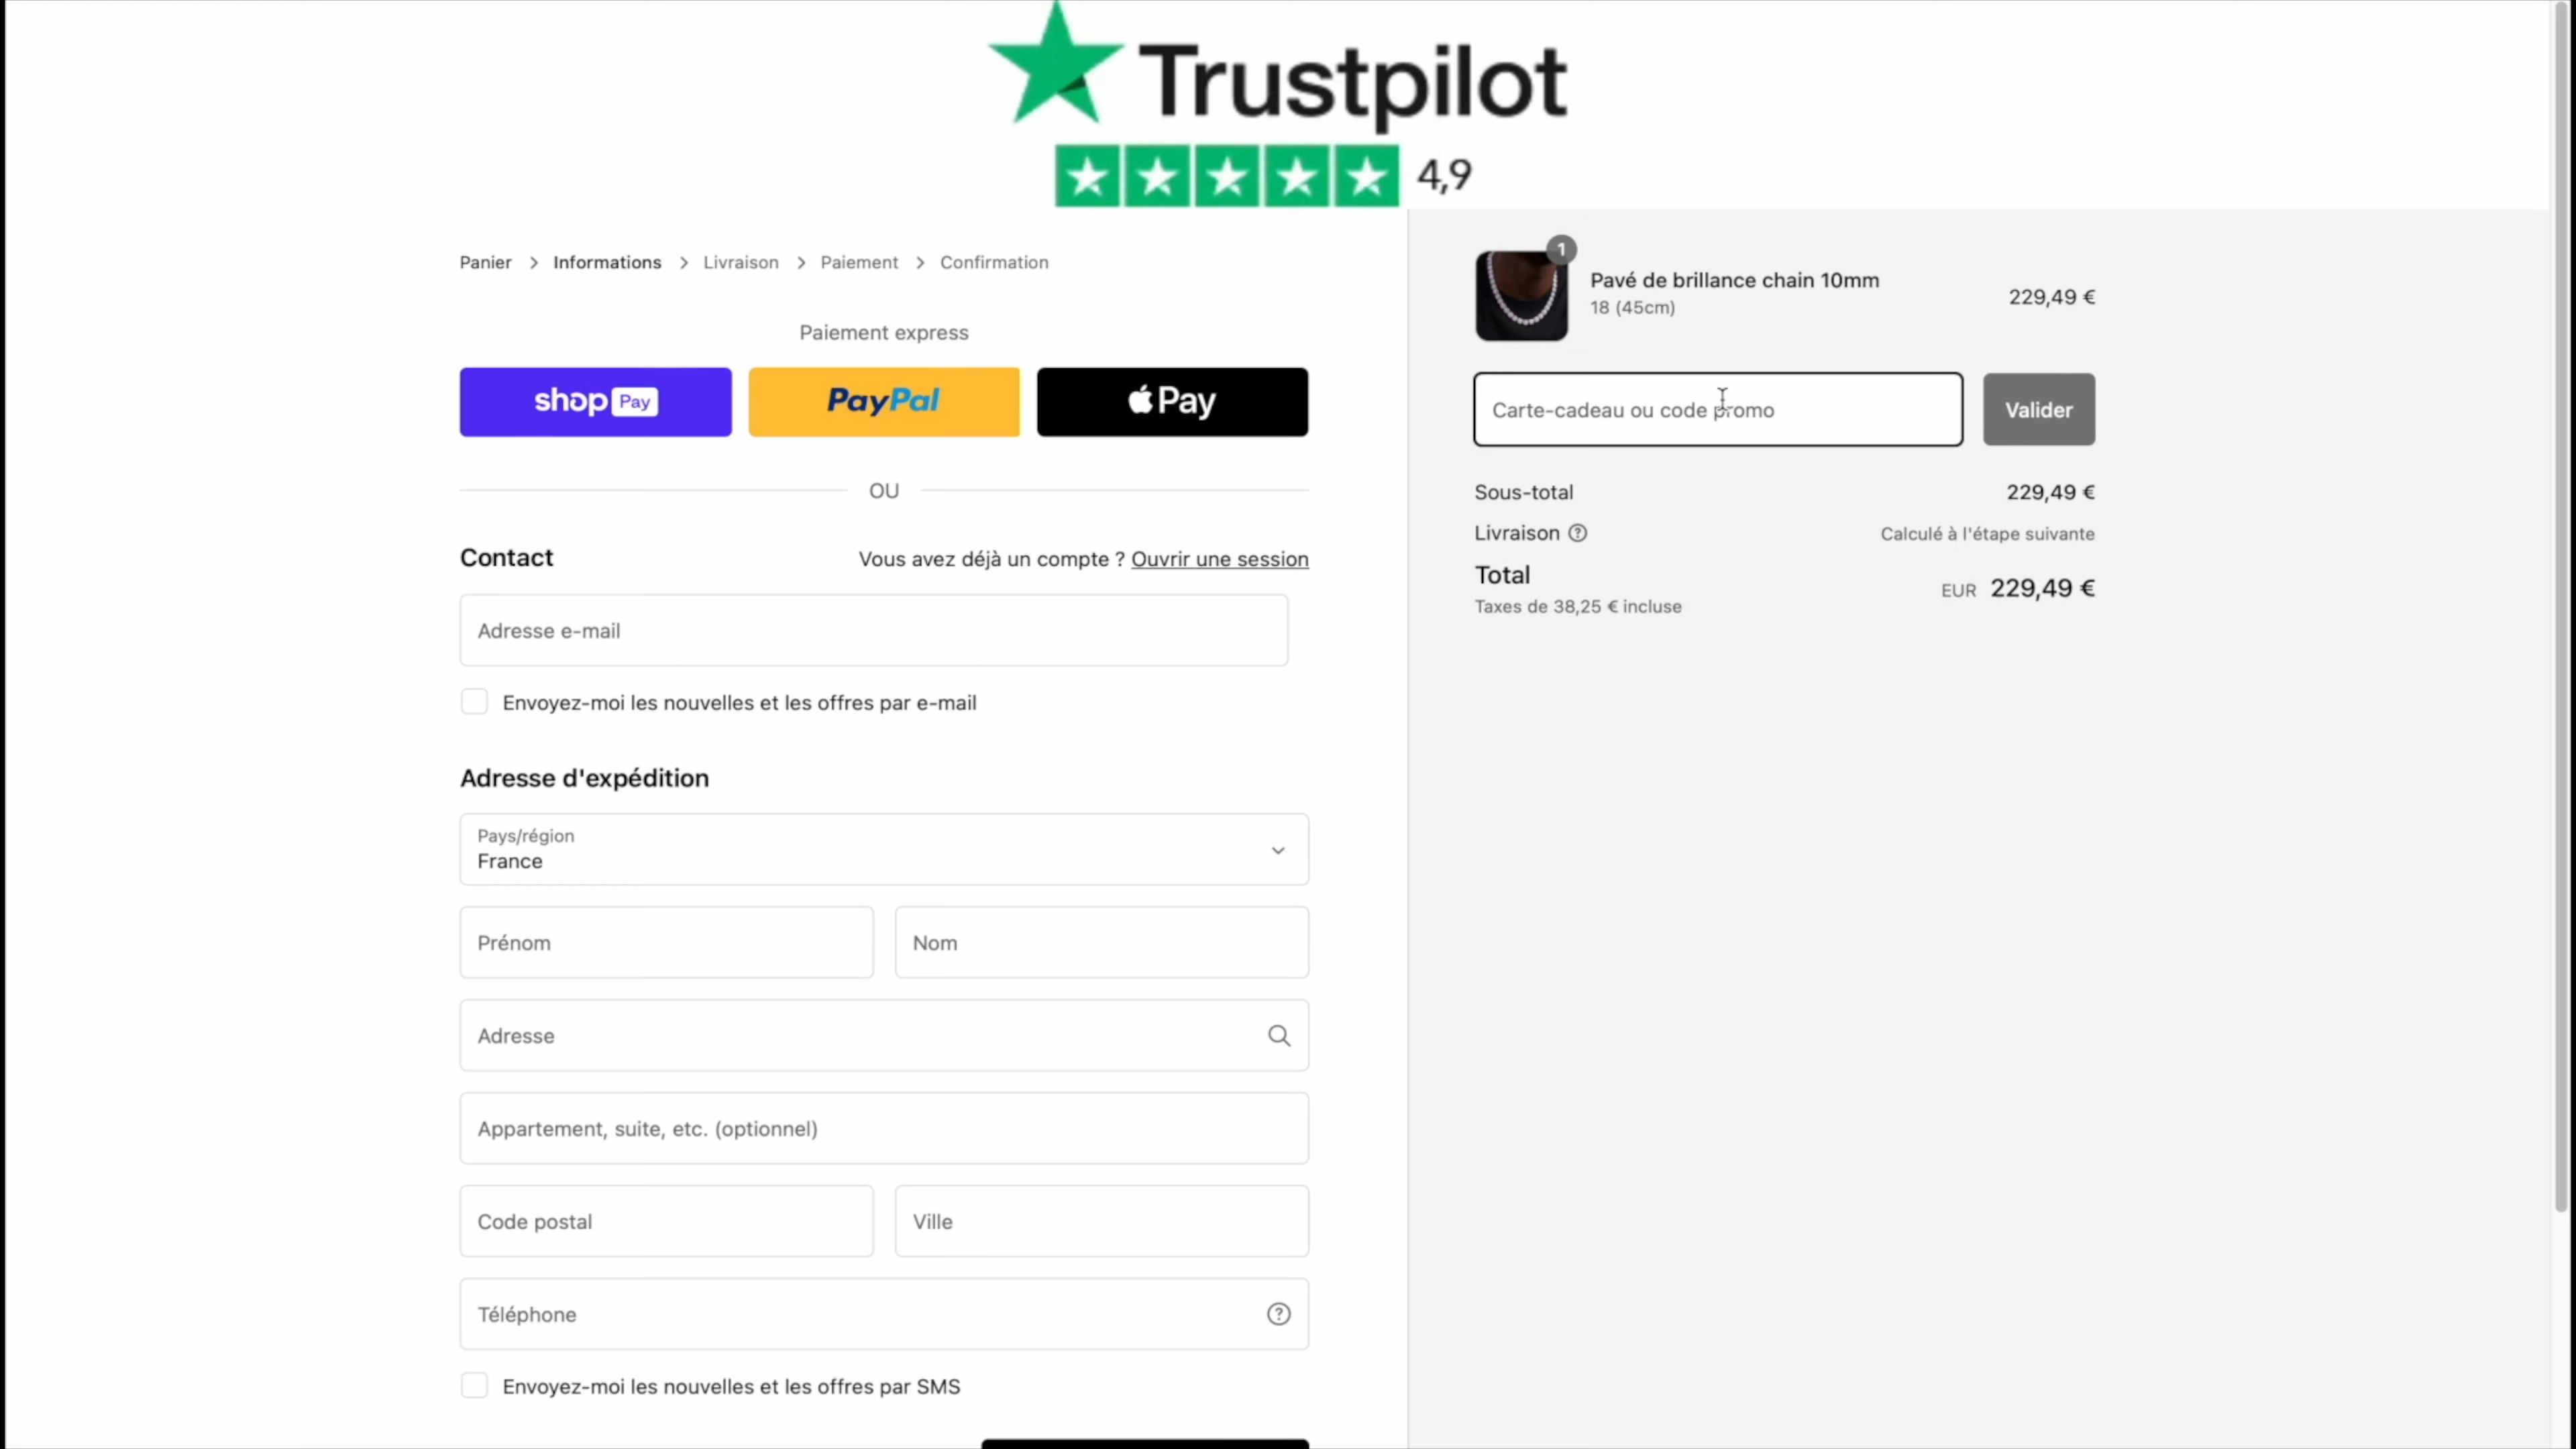 Trustpilot
4,9
Panier > Informations > Livraison > Paiement > Confirmation
Paiement express
shop Pay
PayPal
Pay
OU
Contact
Vous avez déjà un compte ? Ouvrir une session
Adresse e-mail
Envoyez-moi les nouvelles et les offres par e-mail
Adresse d'expédition
Pays/région
France
Prénom
Nom
Adresse
Appartement, suite, etc. (optionnel)
Code postal
Ville
Téléphone
Envoyez-moi les nouvelles et les offres par SMS
1
Pavé de brillance chain 10mm
18 (45cm)
229,49 €
Carte-cadeau ou code promo
Valider
Sous-total
229,49 €
Livraison
Calculé à l'étape suivante
Total
EUR 229,49 €
Taxes de 38,25 € incluse